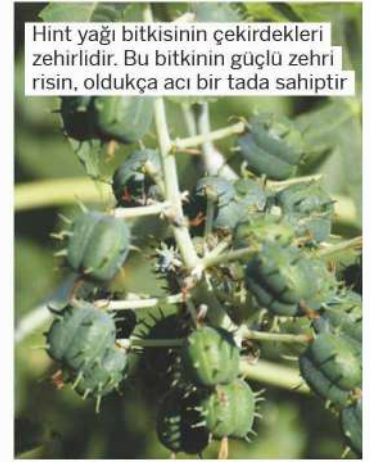 Hint yağı bitkisinin çekirdekleri
zehirlidir. Bu bitkinin güçlü zehri
risin, oldukça acı bir tada sahiptir